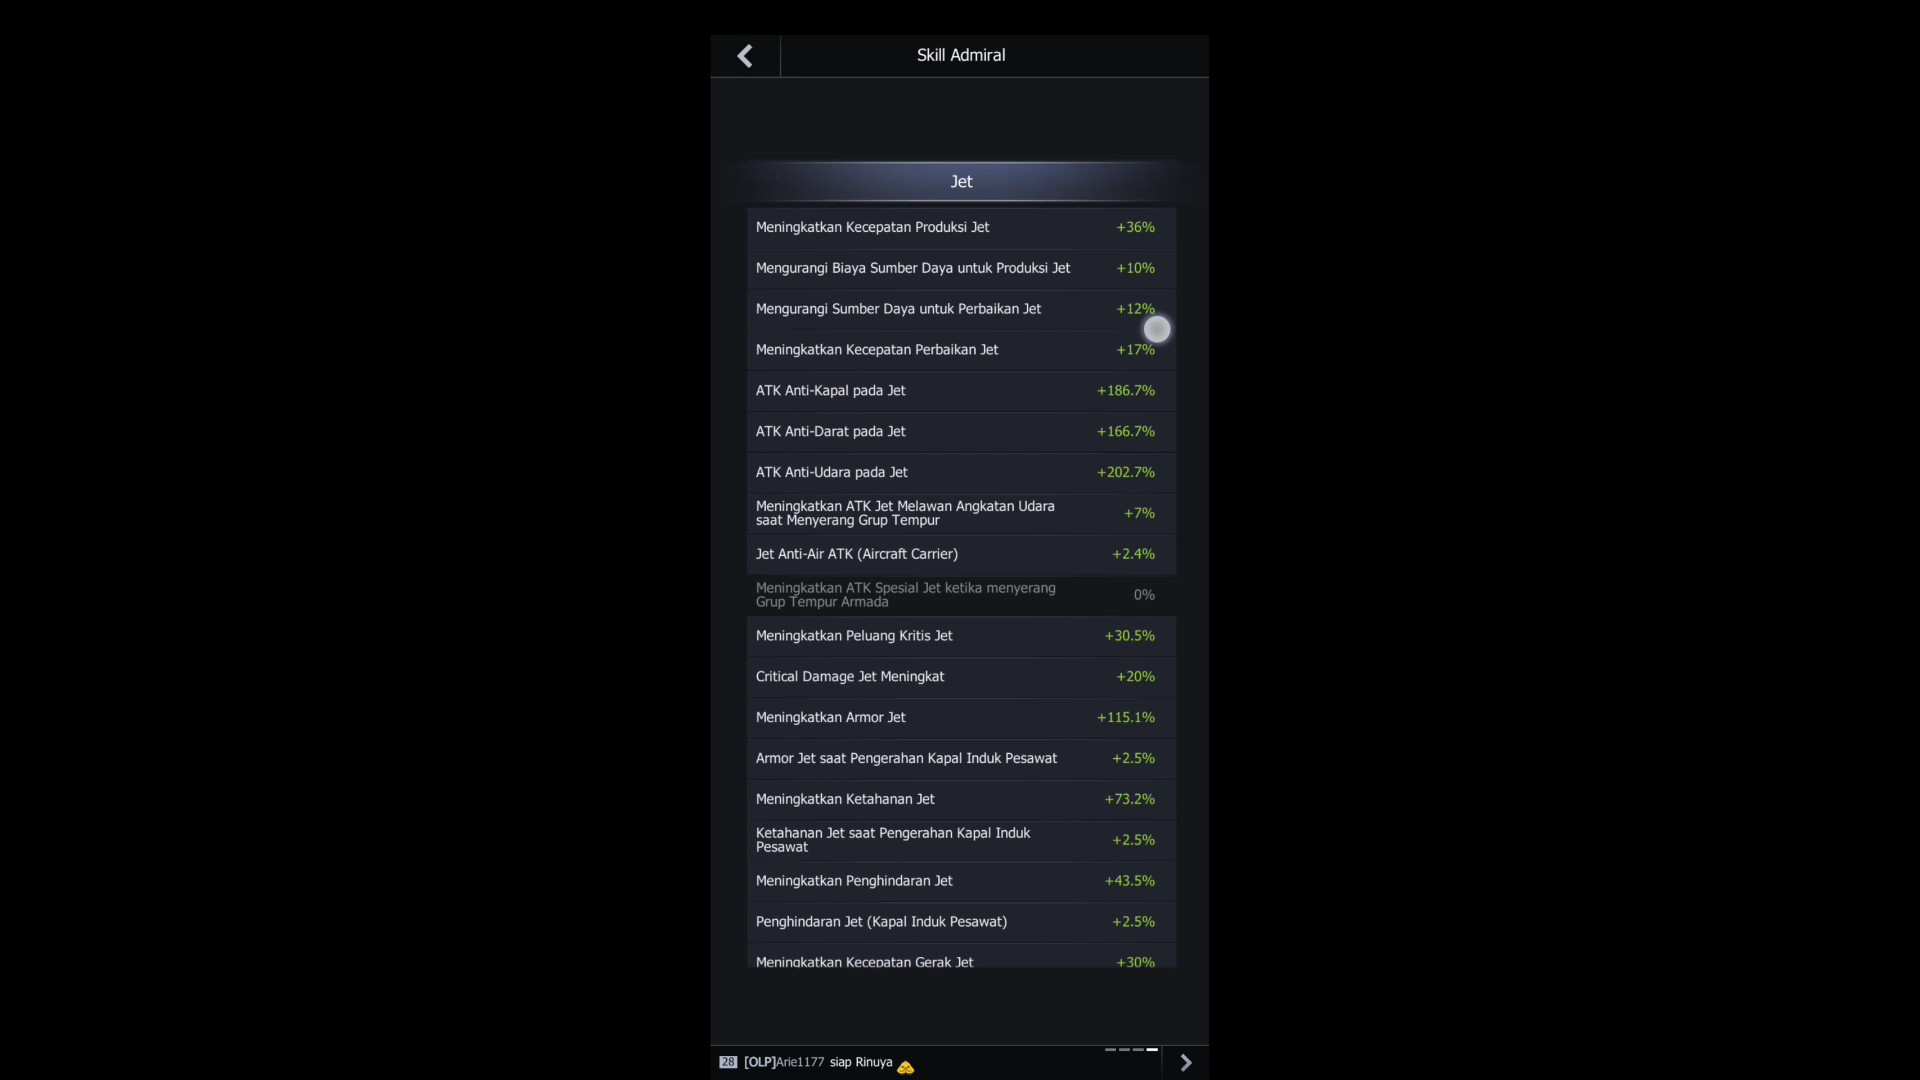 Skill Admiral
Jet
Meningkatkan Kecepatan Produksi Jet +36%
Mengurangi Biaya Sumber Daya untuk Produksi Jet +10%
Mengurangi Sumber Daya untuk Perbaikan Jet +12%
Meningkatkan Kecepatan Perbaikan Jet +17%
ATK Anti-Kapal pada Jet +186.7%
ATK Anti-Darat pada Jet +166.7%
ATK Anti-Udara pada Jet +202.7%
Meningkatkan ATK Jet Melawan Angkatan Udara
saat Menyerang Grup Tempur +7%
Jet Anti-Air ATK (Aircraft Carrier) +2.4%
Meningkatkan ATK Spesial Jet ketika menyerang
Grup Tempur Armada 0%
Meningkatkan Peluang Kritis Jet +30.5%
Critical Damage Jet Meningkat +20%
Meningkatkan Armor Jet +115.1%
Armor Jet saat Pengerahan Kapal Induk Pesawat +2.5%
Meningkatkan Ketahanan Jet +73.2%
Ketahanan Jet saat Pengerahan Kapal Induk
Pesawat +2.5%
Meningkatkan Penghindaran Jet +43.5%
Penghindaran Jet (Kapal Induk Pesawat) +2.5%
Meningkatkan Kecepatan Gerak Jet +30%
28 [OLP]Arie1177 siap Rinuya